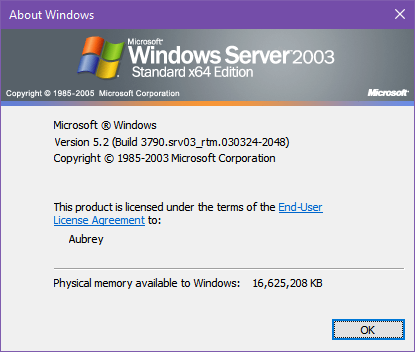 About Windows
Microsoft®
Windows Server™2003
Standard x64 Edition
Copyright © 1985-2005 Microsoft Corporation
Microsoft®
Microsoft ® Windows
Version 5.2 (Build 3790.srv03_rtm.030324-2048)
Copyright © 1985-2003 Microsoft Corporation
This product is licensed under the terms of the End-User
License Agreement to:
Aubrey
Physical memory available to Windows: 16,625,208 KB
OK